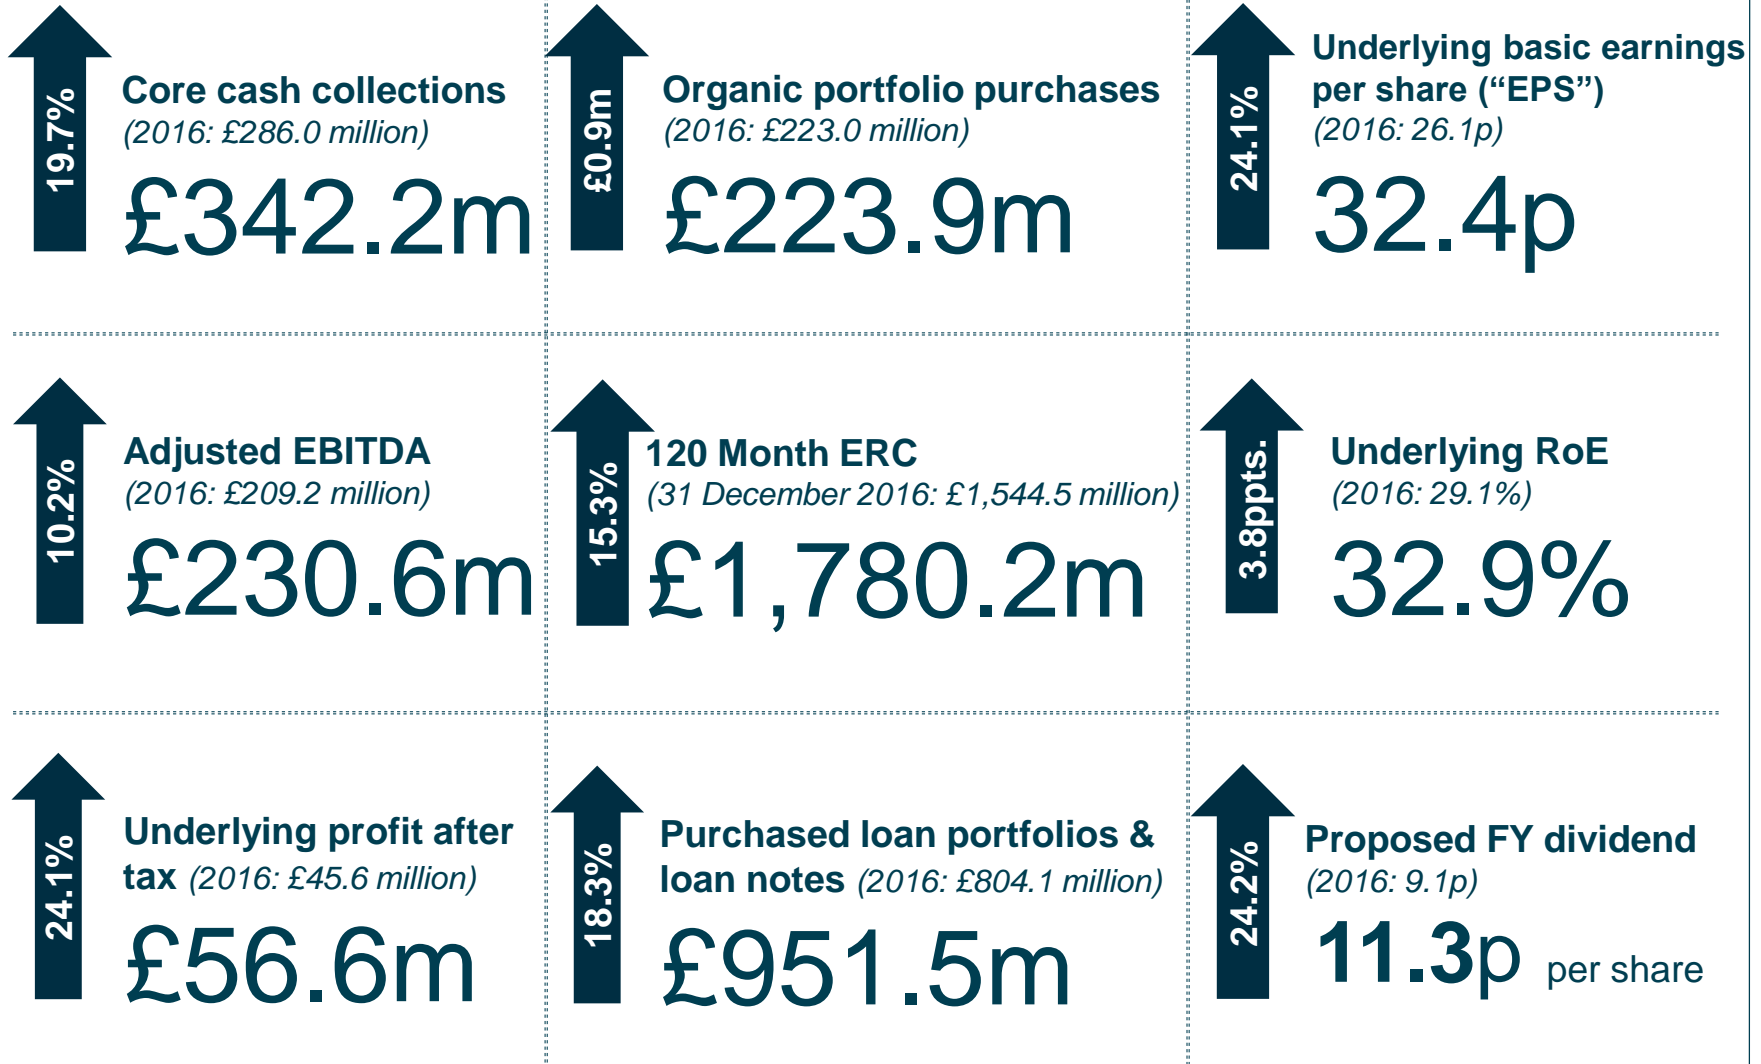 19.7%
Core cash collections
(2016: £286.0 million)
£342.2m
£0.9m
Organic portfolio purchases
(2016: £223.0 million)
£223.9m
24.1%
Underlying basic earnings
per share (“EPS”)
(2016: 26.1p)
32.4p
10.2%
Adjusted EBITDA
(2016: £209.2 million)
£230.6m
15.3%
120 Month ERC
(31 December 2016: £1,544.5 million)
£1,780.2m
3.8ppts.
Underlying RoE
(2016: 29.1%)
32.9%
24.1%
Underlying profit after
tax (2016: £45.6 million)
£56.6m
18.3%
Purchased loan portfolios &
loan notes (2016: £804.1 million)
£951.5m
24.2%
Proposed FY dividend
(2016: 9.1p)
11.3p per share